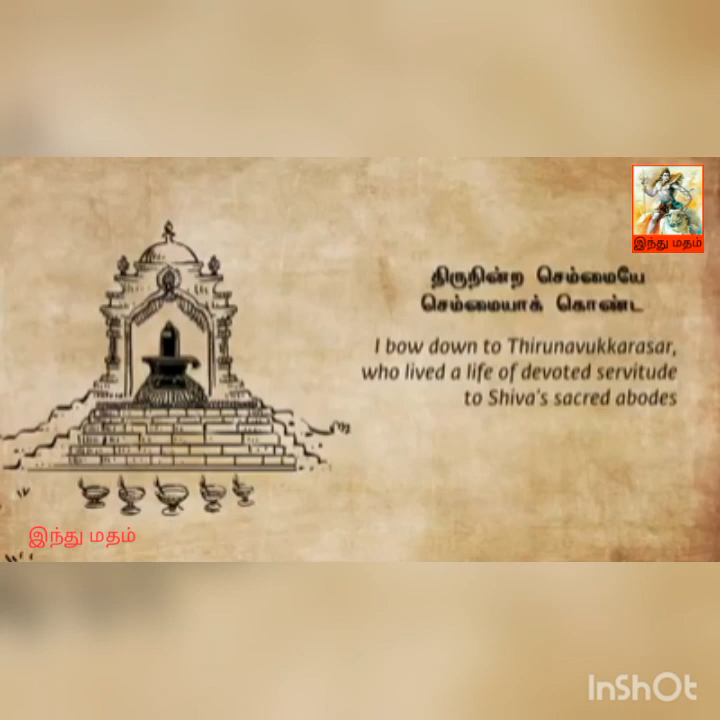 இந்து மதம்
திருநின்ற செம்மையே
செம்மையாக் கொண்ட
I bow down to Thirunavukkarasar,
who lived a life of devoted servitude
to Shiva's sacred abodes
இந்து மதம்
InShOt